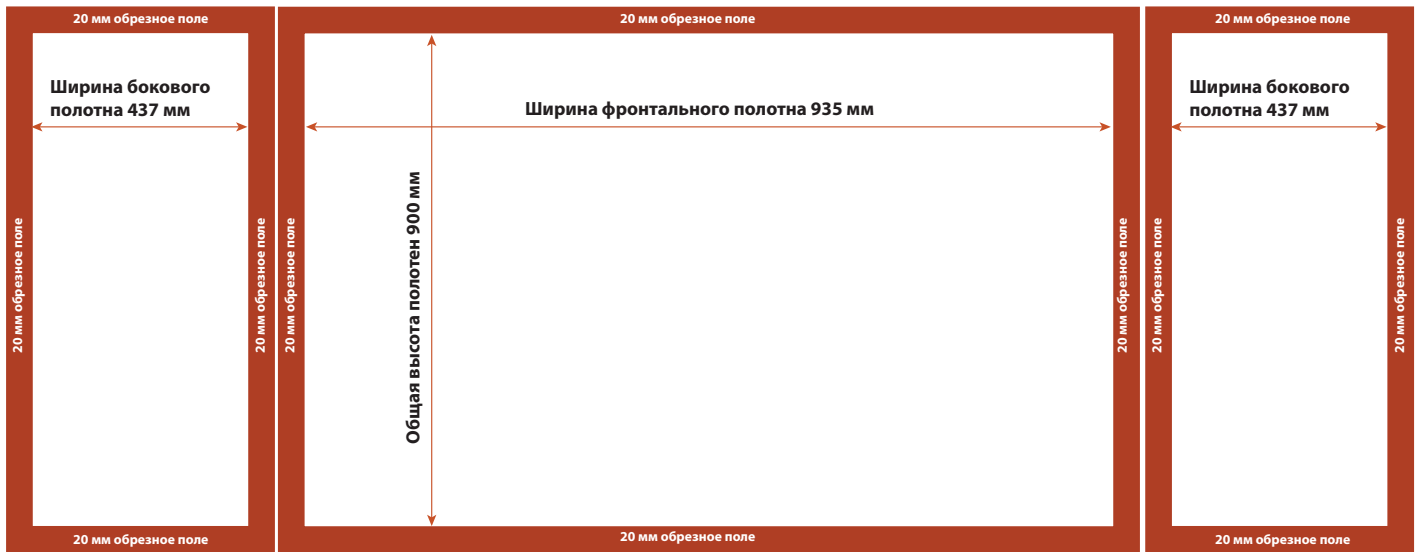 20 мм обрезное поле
20 мм обрезное поле
20 мм обрезное поле
Ширина бокового
полотна 437 мм
Ширина фронтального полотна 935 мм
Ширина бокового
полотна 437 мм
Общая высота полотен 900 мм
20 мм обрезное поле
20 мм обрезное поле
20 мм обрезное поле
20 мм обрезное поле
20 мм обрезное поле
20 мм обрезное поле
20 мм обрезное поле
20 мм обрезное поле
20 мм обрезное поле